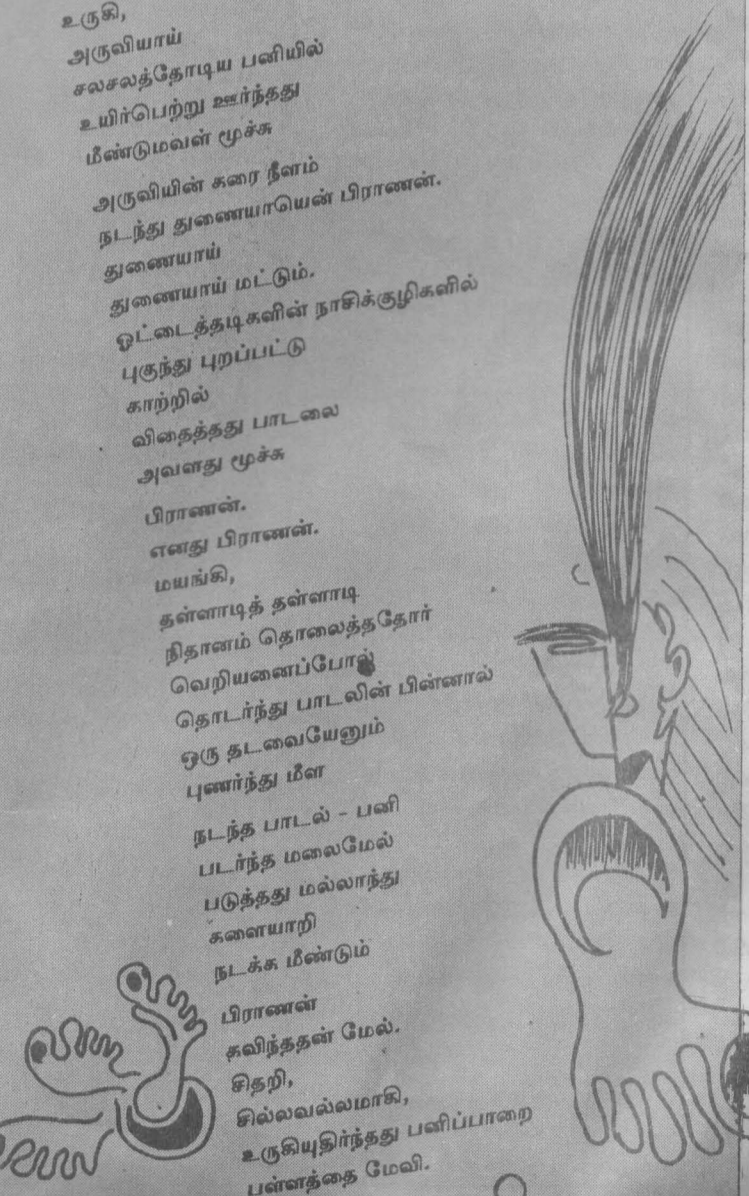 உருகி,
அருவியாய்
சலசலத்தோடிய பனியில்
உயிர்பெற்று ஊர்ந்தது
மீண்டுமவள் மூச்சு
அருவியின் கரை நீளம்
நடந்து துணையாயென் பிராணன்.
துணையாய்
துணையாய் மட்டும்.
ஓட்டைத்தடிகளின் நாசிக்குழிகளில்
புகுந்து புறப்பட்டு
காற்றில்
விதைத்தது பாடலை
அவளது மூச்சு
பிராணன்.
எனது பிராணன்.
மயங்கி,
தள்ளாடித் தள்ளாடி
நிதானம் தொலைத்ததோர்
வெறியனைப்போல்
தொடர்ந்து பாடலின் பின்னால்
ஒரு தடவையேனும்
புணர்ந்து மீள
நடந்த பாடல் - பனி
படர்ந்த மலைமேல்
படுத்தது மல்லாந்து
களையாறி
நடக்க மீண்டும்
பிராணன்
கவிந்ததன் மேல்.
சிதறி,
சில்லவல்லமாகி,
உருகியுதிர்ந்தது பனிப்பாறை
பள்ளத்தை மேவி.